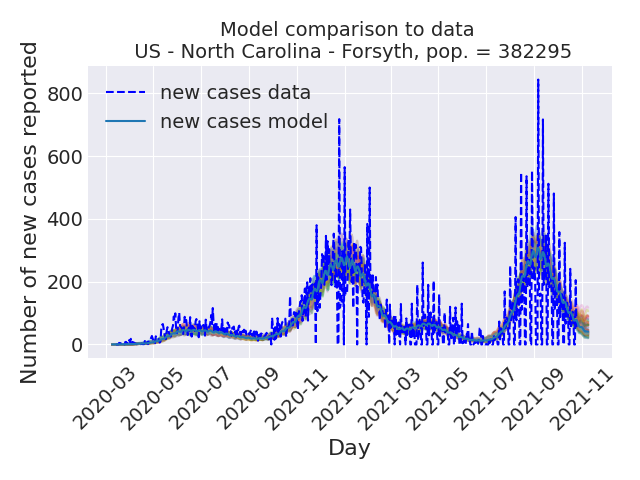 Model comparison to data
US - North Carolina - Forsyth, pop. = 382295
Number of new cases reported
800
600
400
200
0
new cases data
new cases model
2020-03
2020-05
2020-07
2020-09
2020-11
2021-01
2021-03
2021-05
2021-07
2021-09
2021-11
Day